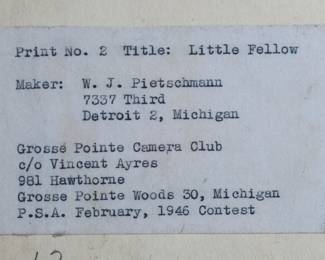 Print No. 2 Title: Little Fellow
Maker: W. J. Pietschmann
7337 Third
Detroit 2, Michigan
Grosse Pointe Camera Club
c/o Vincent Ayres
981 Hawthorne
Grosse Pointe Woods 30, Michigan
P.S.A. February, 1946 Contest